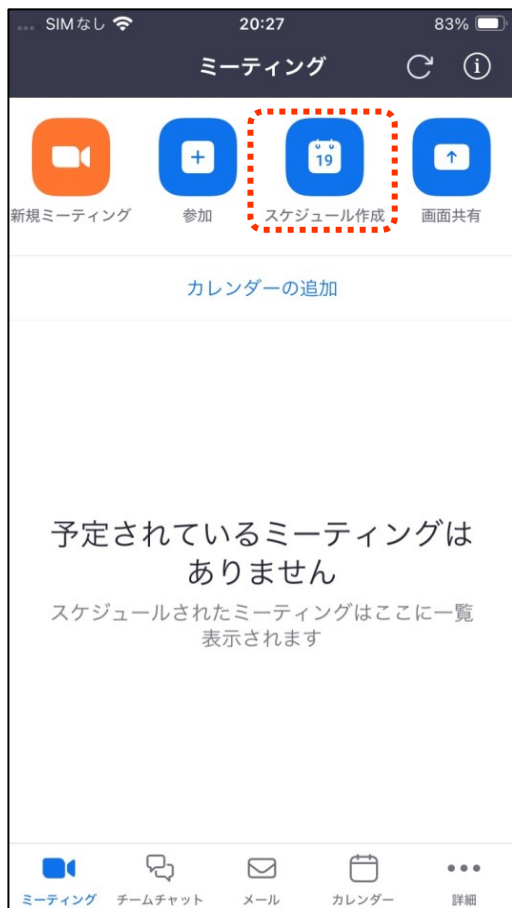 SIMなし 20:27 83%
ミーティング
19
新規ミーティング 参加 スケジュール作成 画面共有
カレンダーの追加
予定されているミーティングは
ありません
スケジュールされたミーティングはここに一覧
表示されます
ミーティング チームチャット メール カレンダー 詳細